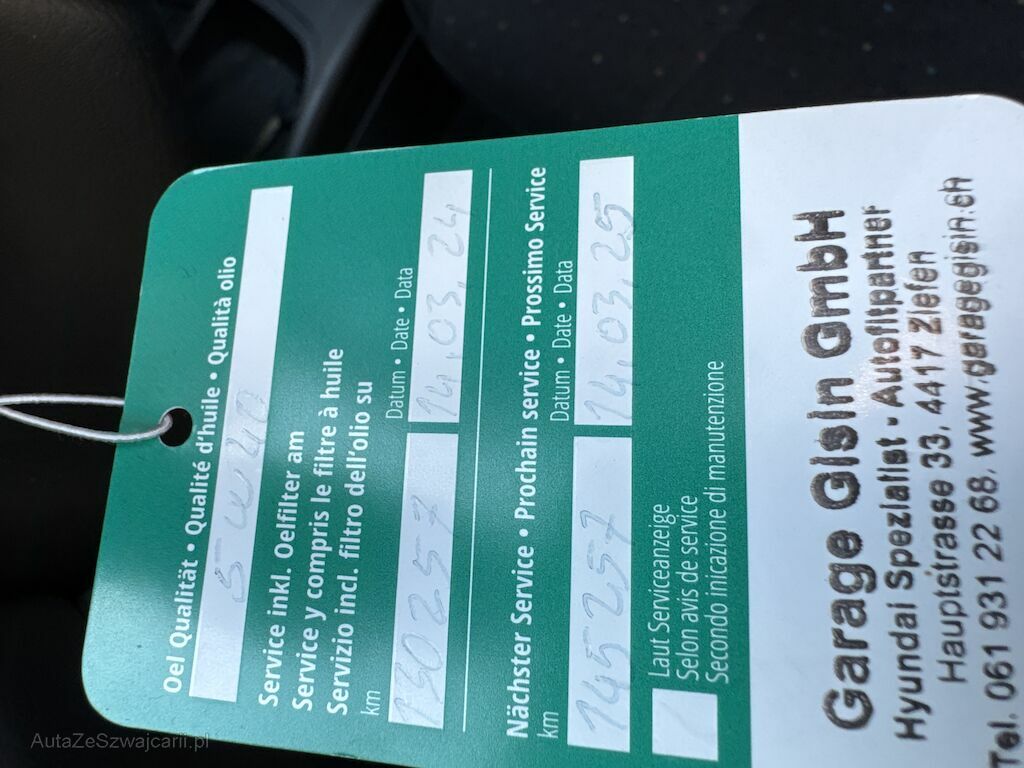 Oel Qualität • Qualité d'huile • Qualità olio
5 W 40
Service inkl. Oelfilter am
Service y compris le filtre à huile
Servizio incl. filtro dell'olio su
km
Datum • Date • Data
130257
14.03.24
Nächster Service • Prochain service • Prossimo Service
km
Datum • Date • Data
145257
14.03.25
Laut Serviceanzeige
Selon avis de service
Secondo inicazione di manutenzione
Garage Gisin GmbH
Hyundai Spezialist - Autofitpartner
Hauptstrasse 33, 4417 Ziefen
Tel. 061 931 22 68, www.garagegisin.ch
AutaZeSzwajcarii.pl